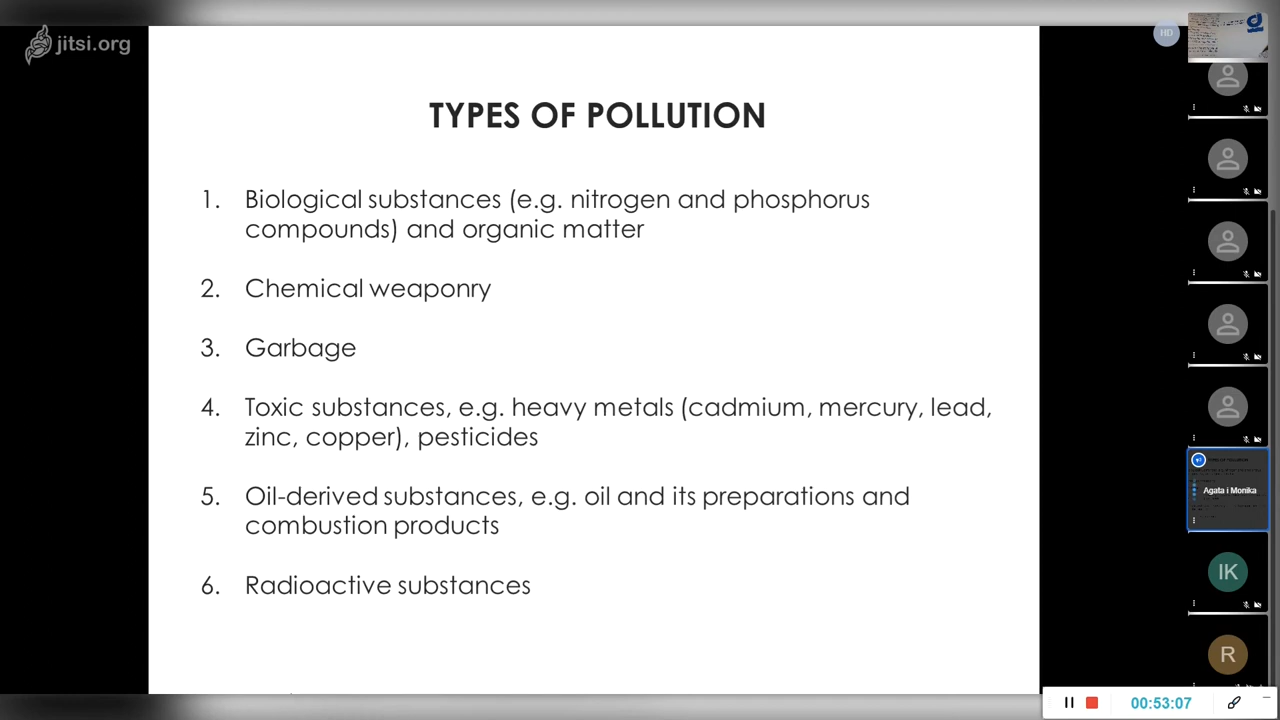 jitsi.org
HD
TYPES OF POLLUTION
1. Biological substances (e.g. nitrogen and phosphorus
compounds) and organic matter
2. Chemical weaponry
3. Garbage
4. Toxic substances, e.g. heavy metals (cadmium, mercury, lead,
zinc, copper), pesticides
5. Oil-derived substances, e.g. oil and its preparations and
combustion products
6. Radioactive substances
Agata i Monika
IK
R
00:53:07